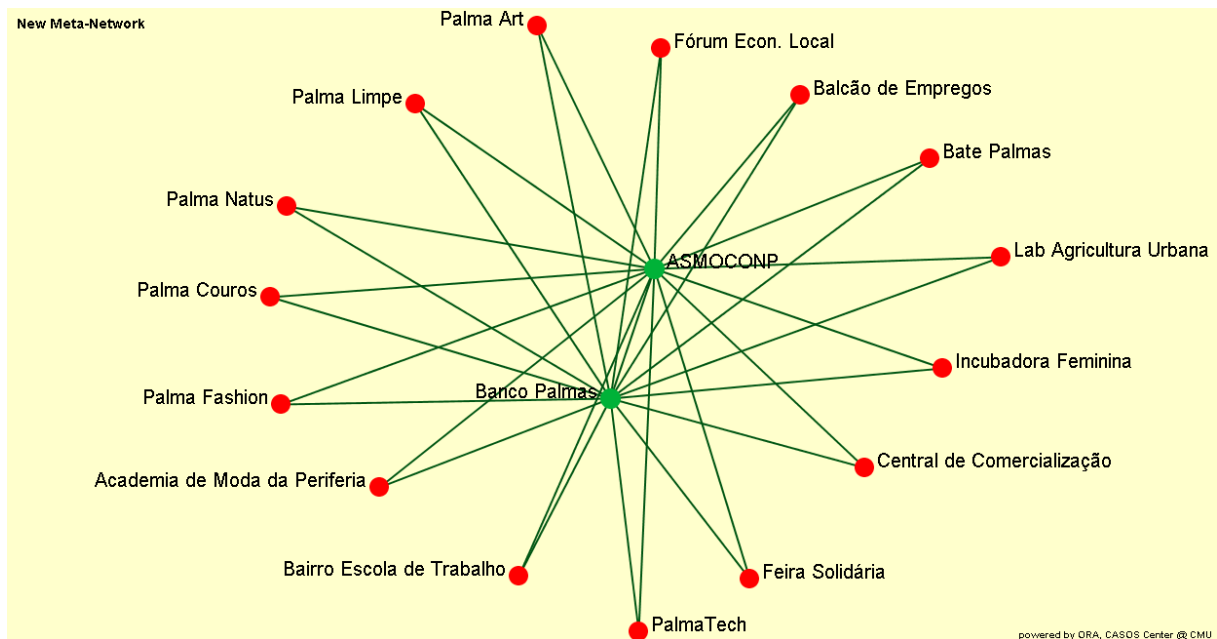 New Meta-Network
Palma Art
Fórum Econ. Local
Palma Limpe
Balcão de Empregos
Bate Palmas
Palma Natus
Lab Agricultura Urbana
ASMOCONP
Palma Couros
Incubadora Feminina
Banco Palmas
Palma Fashion
Central de Comercialização
Academia de Moda da Periferia
Bairro Escola de Trabalho
Feira Solidária
PalmaTech
powered by ORA, CASOS Center @ CMU